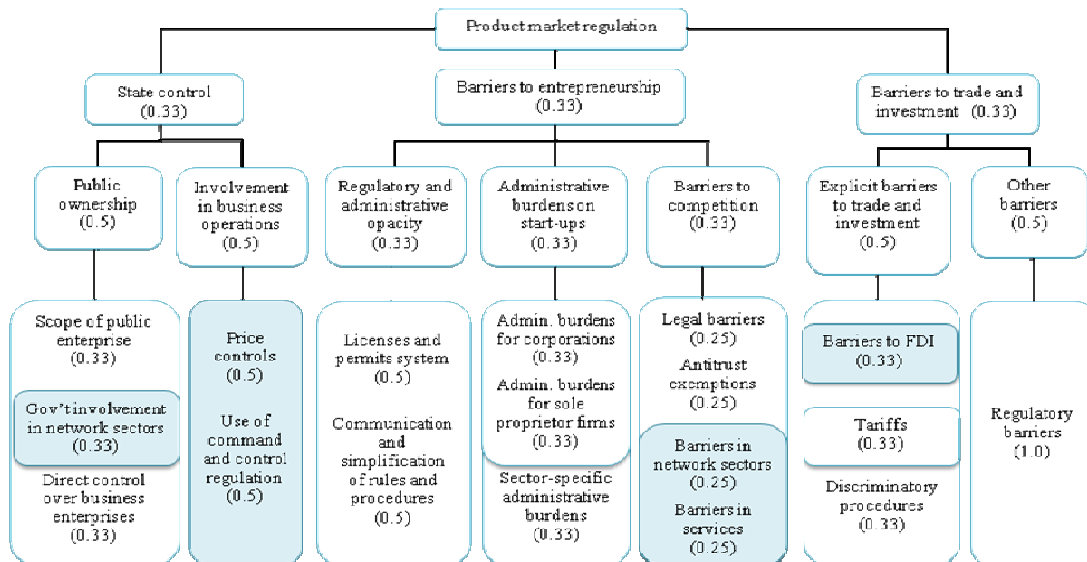 Product market regulation
State control
(0.33)
Barriers to entrepreneurship
(0.33)
Barriers to trade and
investment (0.33)
Public
ownership
(0.5)
Involvement
in business
operations
(0.5)
Regulatory and
administrative
opacity
(0.33)
Administrative
burdens on
start-ups
(0.33)
Barriers to
competition
(0.33)
Explicit barriers
to trade and
investment
(0.5)
Other
barriers
(0.5)
Scope of public
enterprise
(0.33)
Gov't involvement
in network sectors
(0.33)
Direct control
over business
enterprises
(0.33)
Price
controls
(0.5)
Use of
command
and control
regulation
(0.5)
Licenses and
permits system
(0.5)
Communication
and
simplification
of rules and
procedures
(0.5)
Admin. burdens
for corporations
(0.33)
Admin. burdens
for sole
proprietor firms
(0.33)
Sector-specific
administrative
burdens
(0.33)
Legal barriers
(0.25)
Antitrust
exemptions
(0.25)
Barriers in
network sectors
(0.25)
Barriers in
services
(0.25)
Barriers to FDI
(0.33)
Tariffs
(0.33)
Discriminatory
procedures
(0.33)
Regulatory
barriers
(1.0)